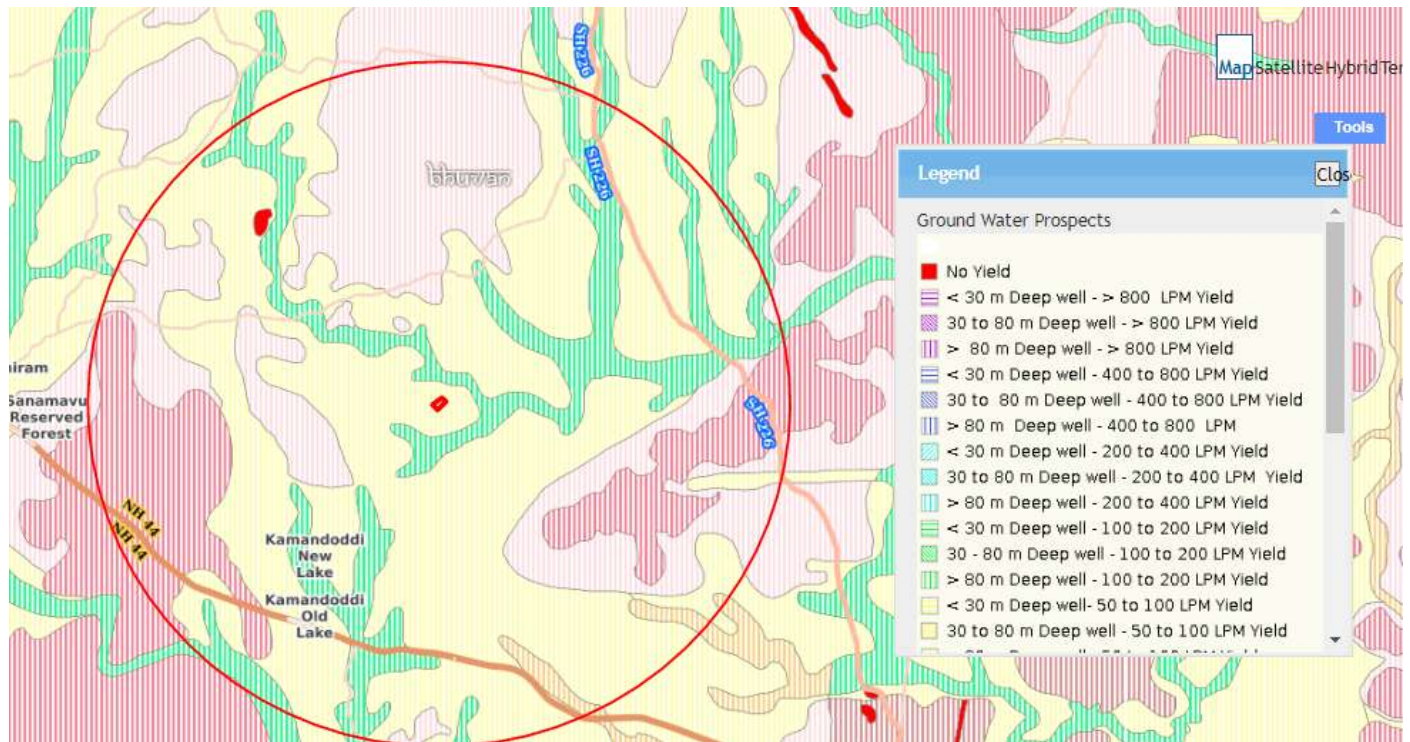 SH226
bhuvan
SH226
SH226
iram
Sanamavu
Reserved
Forest
NH 44
NH 44
Kamandoddi
New
Lake
Kamandoddi
Old
Lake
Map Satellite Hybrid Ter
Tools
Legend
Clos
Ground Water Prospects
No Yield
< 30 m Deep well - > 800 LPM Yield
30 to 80 m Deep well - > 800 LPM Yield
> 80 m Deep well - > 800 LPM Yield
< 30 m Deep well - 400 to 800 LPM Yield
30 to 80 m Deep well - 400 to 800 LPM Yield
> 80 m Deep well - 400 to 800 LPM
< 30 m Deep well - 200 to 400 LPM Yield
30 to 80 m Deep well - 200 to 400 LPM Yield
> 80 m Deep well - 200 to 400 LPM Yield
< 30 m Deep well - 100 to 200 LPM Yield
30 - 80 m Deep well - 100 to 200 LPM Yield
> 80 m Deep well - 100 to 200 LPM Yield
< 30 m Deep well- 50 to 100 LPM Yield
30 to 80 m Deep well - 50 to 100 LPM Yield